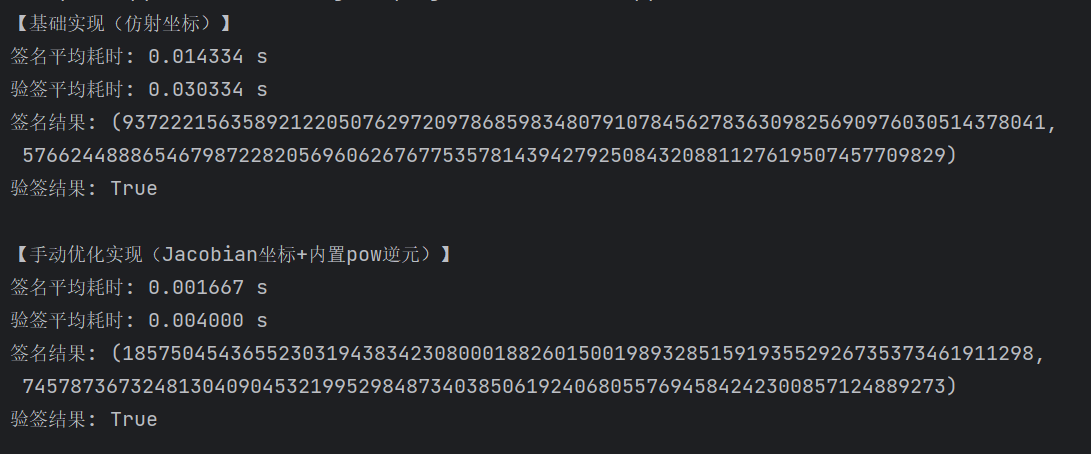 【基础实现（仿射坐标）】
签名平均耗时: 0.014334 s
验签平均耗时: 0.030334 s
签名结果: (93722215635892122050762972097868598348079107845627836309825690976030514378041,
57662448886546798722820569606267677535781439427925084320881127619507457709829)
验签结果: True
【手动优化实现（Jacobian坐标+内置pow逆元）】
签名平均耗时: 0.001667 s
验签平均耗时: 0.004000 s
签名结果: (18575045436552303194383423080001882601500198932851591935529267353734619​11298,
74578736732481304090453219952984873403850619240680557694584242300857124889273)
验签结果: True